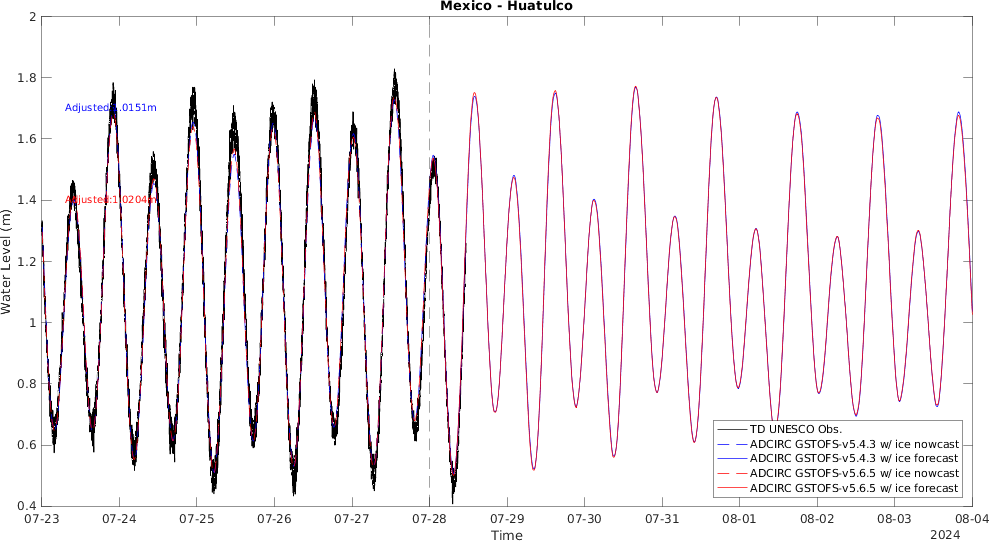 Mexico - Huatulco
2
1.8
1.6
1.4
1.2
1
0.8
0.6
0.4
Water Level (m)
Adjusted:1.0151m
Adjusted:1.0204m
TD UNESCO Obs.
ADCIRC GSTOFS-v5.4.3 w/ ice nowcast
ADCIRC GSTOFS-v5.4.3 w/ ice forecast
ADCIRC GSTOFS-v5.6.5 w/ ice nowcast
ADCIRC GSTOFS-v5.6.5 w/ ice forecast
07-23 07-24 07-25 07-26 07-27 07-28 07-29 07-30 07-31 08-01 08-02 08-03 08-04
Time
2024